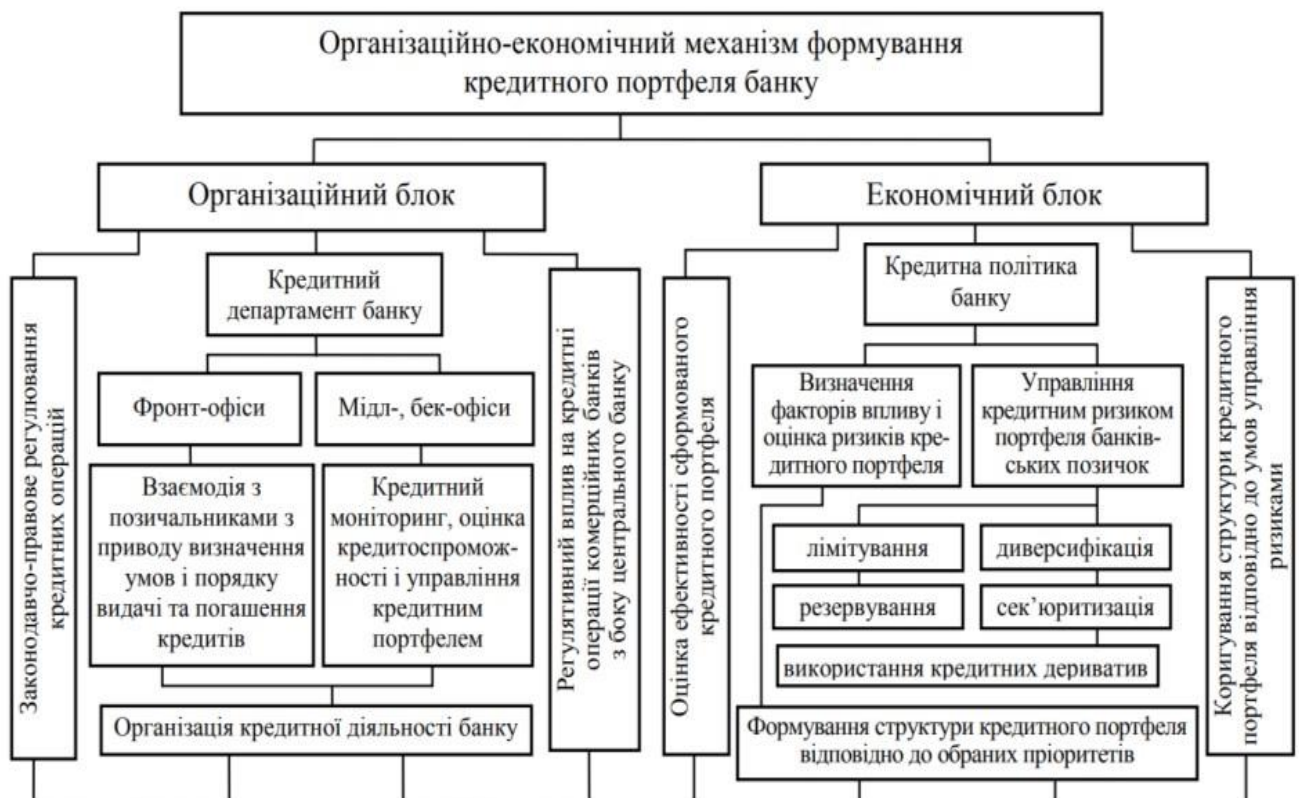 Організаційно-економічний механізм формування
кредитного портфеля банку
Організаційний блок
Економічний блок
Законодавчо-правове регулювання
кредитних операцій
Кредитний
департамент банку
Фронт-офіси
Мідл-, бек-офіси
Взаємодія з
позичальниками з
приводу визначення
умов і порядку
видачі та погашення
кредитів
Кредитний
моніторинг, оцінка
кредитоспромож-
ності і управління
кредитним
портфелем
Організація кредитної діяльності банку
Регулятивний вплив на кредитні
операції комерційних банків
з боку центрального банку
Оцінка ефективності сформованого
кредитного портфеля
Кредитна політика
банку
Визначення
факторів впливу і
оцінка ризиків кре-
дитного портфеля
Управління
кредитним ризиком
портфеля банків-
ських позичок
лімітування
диверсифікація
резервування
сек’юритизація
використання кредитних дериватив
Формування структури кредитного портфеля
відповідно до обраних пріоритетів
Коригування структури кредитного
портфеля відповідно до умов управління
ризиками